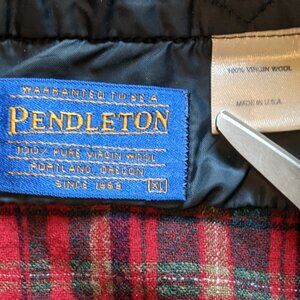 WARRANTED TO BE A
PENDLETON
100% PURE VIRGIN WOOL
PORTLAND, OREGON
SINCE 1863 XL
100% VIRGIN WOOL
MADE IN U.S.A.